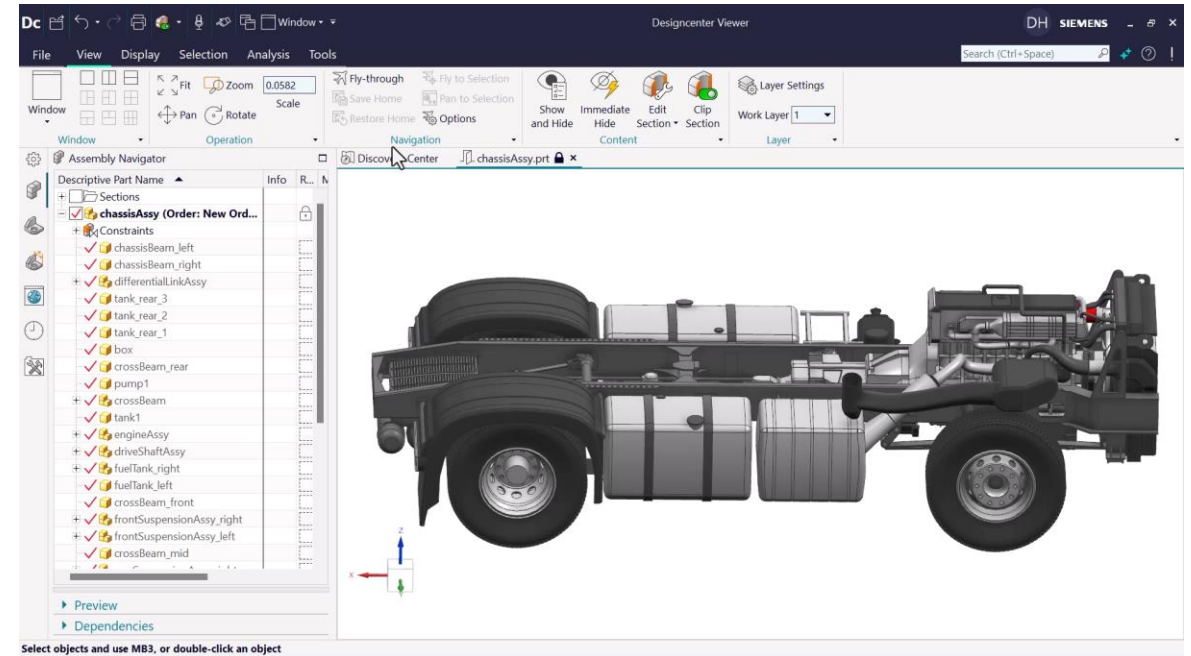 Dc Window Designcenter Viewer DH SIEMENS
File View Display Selection Analysis Tools Search (Ctrl+Space)
Window Fit Zoom 0.0582 Fly-through Fly to Selection Layer Settings
Pan Rotate Scale Save Home Pan to Selection Show and Hide Immediate Hide Edit Section Clip Section Work Layer 1
Restore Home Options
Window Operation Navigation Content Layer
Assembly Navigator Center chassisAssy.prt
Descriptive Part Name Info R...
Sections
chassisAssy (Order: New Ord...
Constraints
chassisBeam_left
chassisBeam_right
differentialLinkAssy
tank_rear_3
tank_rear_2
tank_rear_1
box
crossBeam_rear
pump1
crossBeam
tank1
engineAssy
driveShaftAssy
fuelTank_right
fuelTank_left
crossBeam_front
frontSuspensionAssy_right
frontSuspensionAssy_left
crossBeam_mid
Preview
Dependencies
Z
X
Select objects and use MB3, or double-click an object